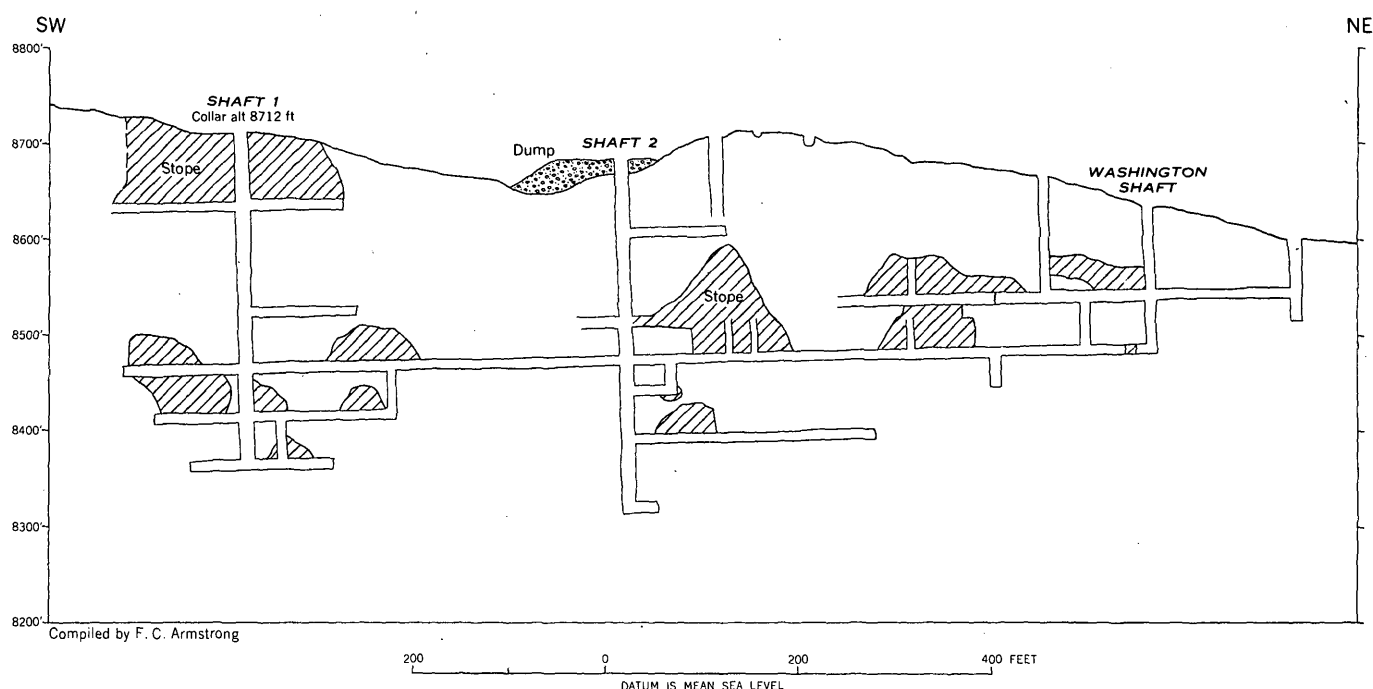 SW
NE
8800'
SHAFT 1
Collar alt 8712 ft
8700'
Dump
SHAFT 2
Stope
WASHINGTON
SHAFT
8600'
Stope
8500'
8400'
8300'
8200'
Compiled by F. C. Armstrong
200 0 200 400 FEET
DATUM IS MEAN SEA LEVEL